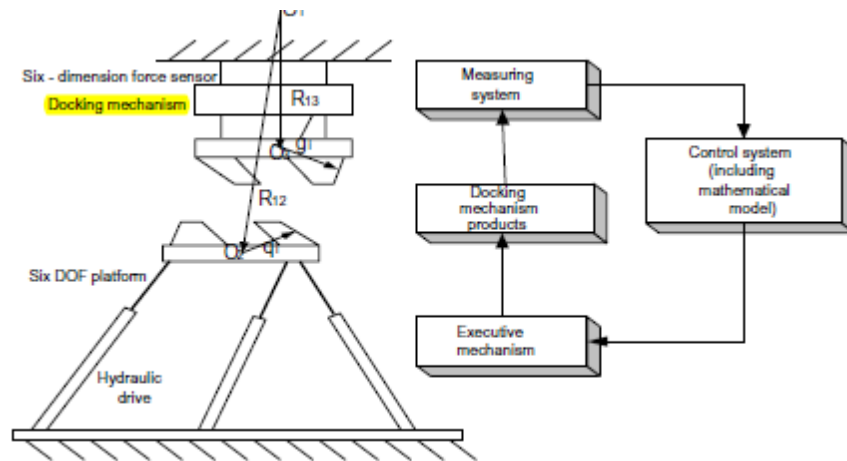 Six - dimension force sensor
Docking mechanism
R13
R12
Six DOF platform
O2
Hydraulic
drive
Measuring
system
Control system
(including
mathematical
model)
Docking
mechanism
products
Executive
mechanism